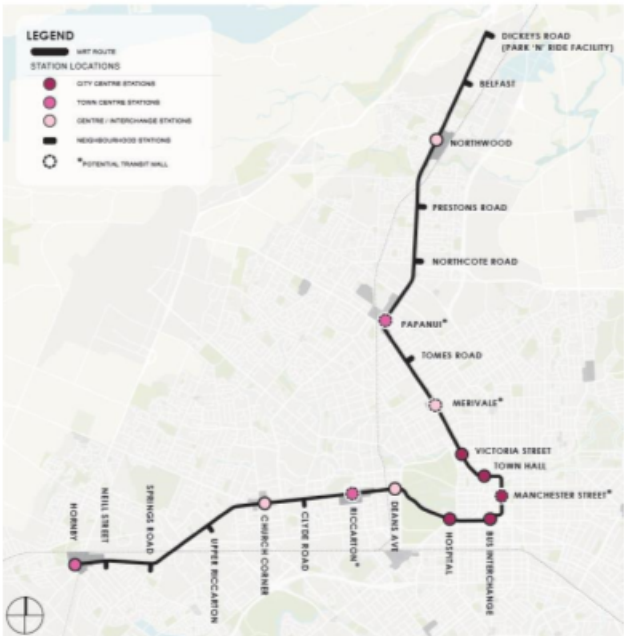 LEGEND
MRT ROUTE
STATION LOCATIONS
CITY CENTRE STATIONS
TOWN CENTRE STATIONS
CENTRE / INTERCHANGE STATIONS
NEIGHBOURHOOD STATIONS
*POTENTIAL TRANSIT MALL
DICKEYS ROAD
(PARK 'N' RIDE FACILITY)
BELFAST
NORTHWOOD
PRESTONS ROAD
NORTHCOTE ROAD
PAPANUI*
TOMES ROAD
MERIVALE*
VICTORIA STREET
TOWN HALL
MANCHESTER STREET*
BUS INTERCHANGE
HOSPITAL
DEANS AVE
RICCARTON*
CLYDE ROAD
CHURCH CORNER
UPPER RICCARTON
SPRINGS ROAD
NEILL STREET
HORNBY